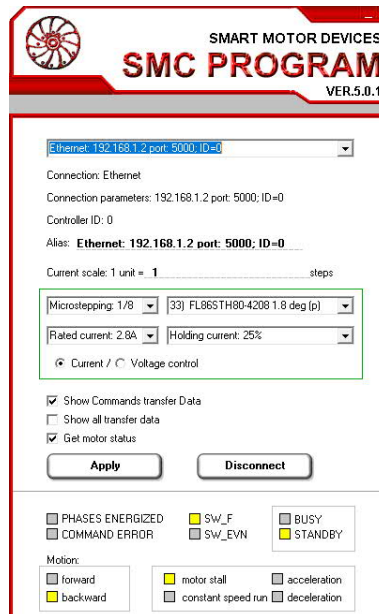 SMART MOTOR DEVICES
SMC PROGRAM
VER.5.0.1
Ethernet: 192.168.1.2 port: 5000; ID=0
Connection: Ethernet
Connection parameters: 192.168.1.2 port: 5000; ID=0
Controller ID: 0
Alias: Ethernet: 192.168.1.2 port: 5000; ID=0
Current scale: 1 unit = 1 steps
Microstepping: 1/8 33) FL86STH80-4208 1.8 deg (p)
Rated current: 2.8A Holding current: 25%
Current / Voltage control
Show Commands transfer Data
Show all transfer data
Get motor status
Apply Disconnect
PHASES ENERGIZED SW_F BUSY
COMMAND ERROR SW_EVN STANDBY
Motion:
forward motor stall acceleration
backward constant speed run deceleration